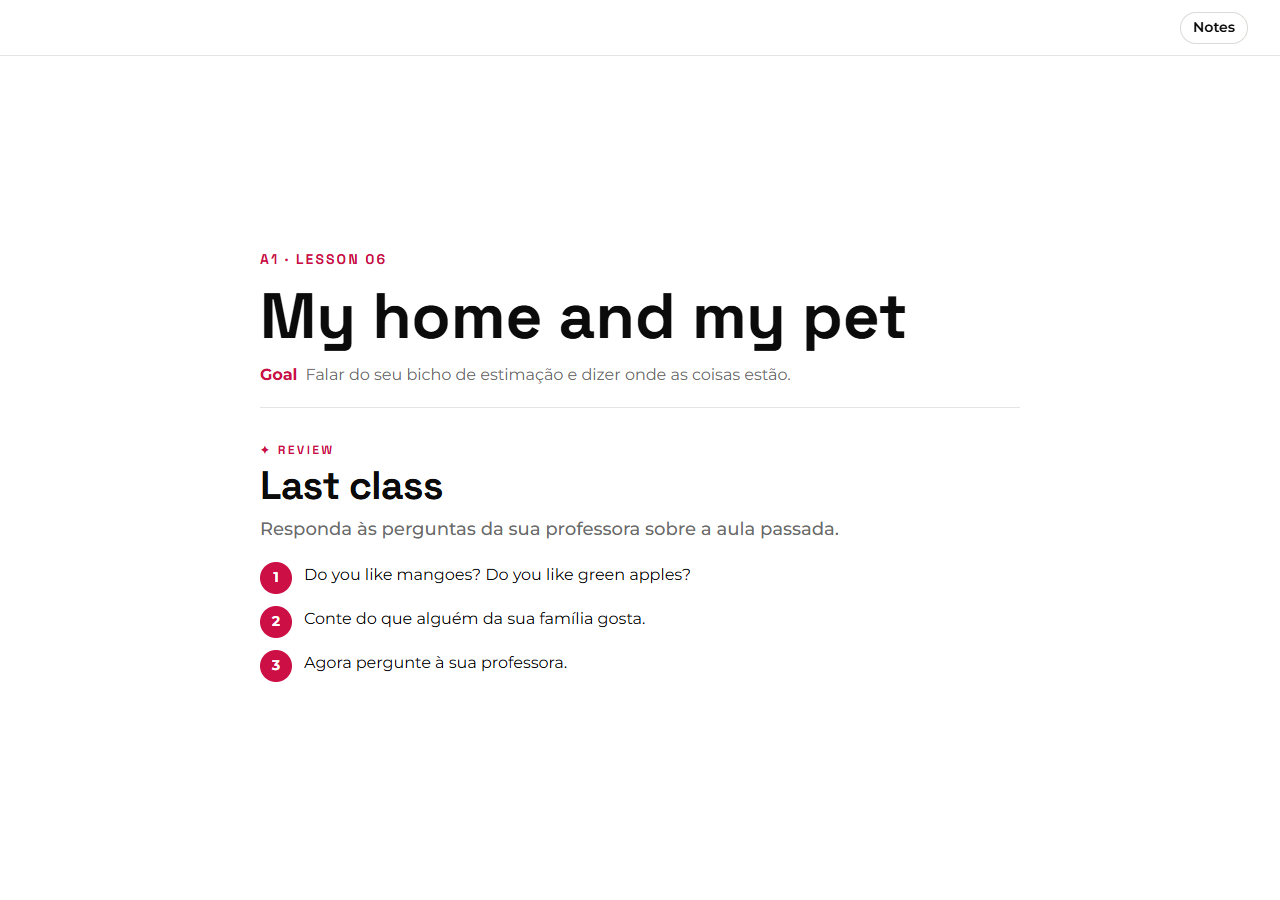 Notes
A1 · LESSON 06
My home and my pet
Goal Falar do seu bicho de estimação e dizer onde as coisas estão.
✦ REVIEW
Last class
Responda às perguntas da sua professora sobre a aula passada.
1 Do you like mangoes? Do you like green apples?
2 Conte do que alguém da sua família gosta.
3 Agora pergunte à sua professora.